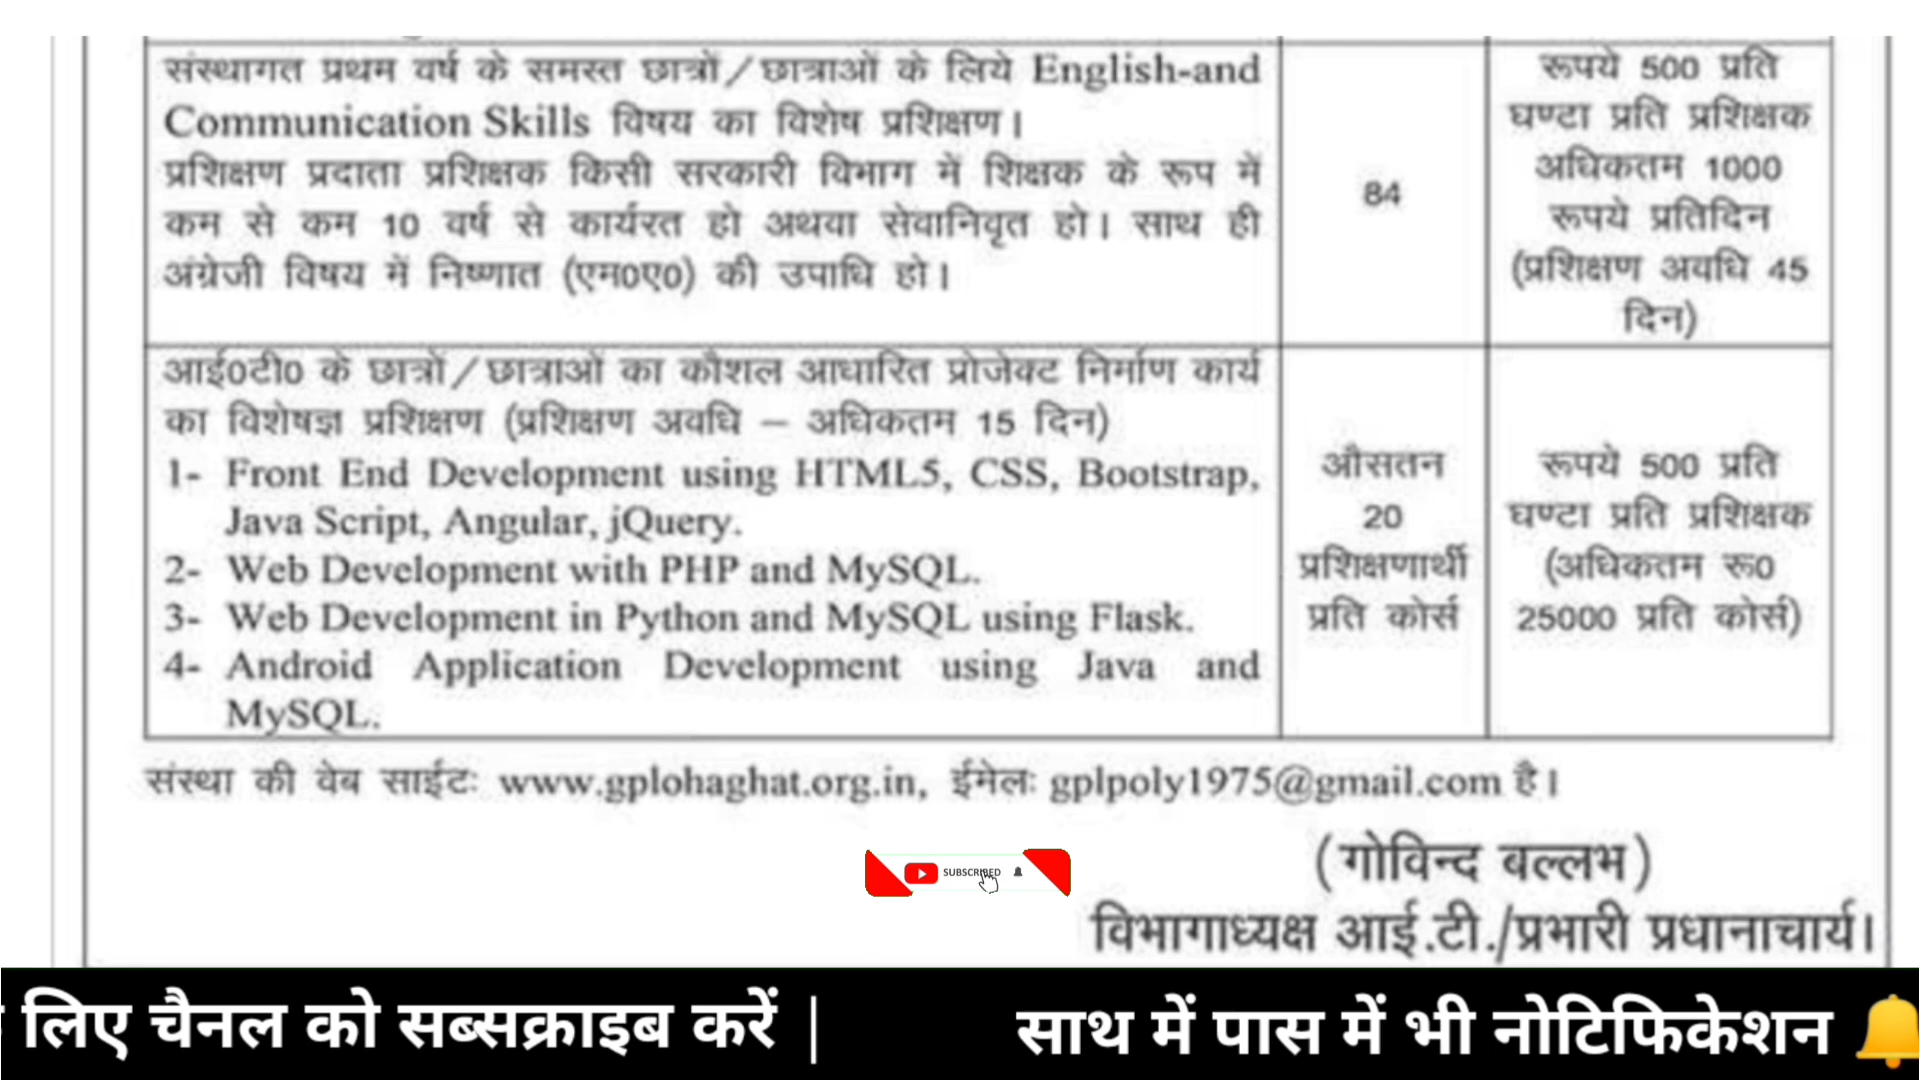 संस्थागत प्रथम वर्ष के समस्त छात्रों/छात्राओं के लिये English-and
Communication Skills विषय का विशेष प्रशिक्षण।
प्रशिक्षण प्रदाता प्रशिक्षक किसी सरकारी विभाग में शिक्षक के रूप में
कम से कम 10 वर्ष से कार्यरत हो अथवा सेवानिवृत हो। साथ ही
अंग्रेजी विषय में निष्णात (एम0ए0) की उपाधि हो।
84
रूपये 500 प्रति
घण्टा प्रति प्रशिक्षक
अधिकतम 1000
रूपये प्रतिदिन
(प्रशिक्षण अवधि 45
दिन)
आई0टी0 के छात्रों/छात्राओं का कौशल आधारित प्रोजेक्ट निर्माण कार्य
का विशेषज्ञ प्रशिक्षण (प्रशिक्षण अवधि – अधिकतम 15 दिन)
1- Front End Development using HTML5, CSS, Bootstrap,
Java Script, Angular, jQuery.
2- Web Development with PHP and MySQL.
3- Web Development in Python and MySQL using Flask.
4- Android Application Development using Java and
MySQL.
औसतन
20
प्रशिक्षणार्थी
प्रति कोर्स
रूपये 500 प्रति
घण्टा प्रति प्रशिक्षक
(अधिकतम रू0
25000 प्रति कोर्स)
संस्था की वेब साईटः www.gplohaghat.org.in, ईमेलः gplpoly1975@gmail.com है।
(गोविन्द बल्लभ)
विभागाध्यक्ष आई.टी./प्रभारी प्रधानाचार्य।
SUBSCRIBED
लिए चैनल को सब्सक्राइब करें | साथ में पास में भी नोटिफिकेशन